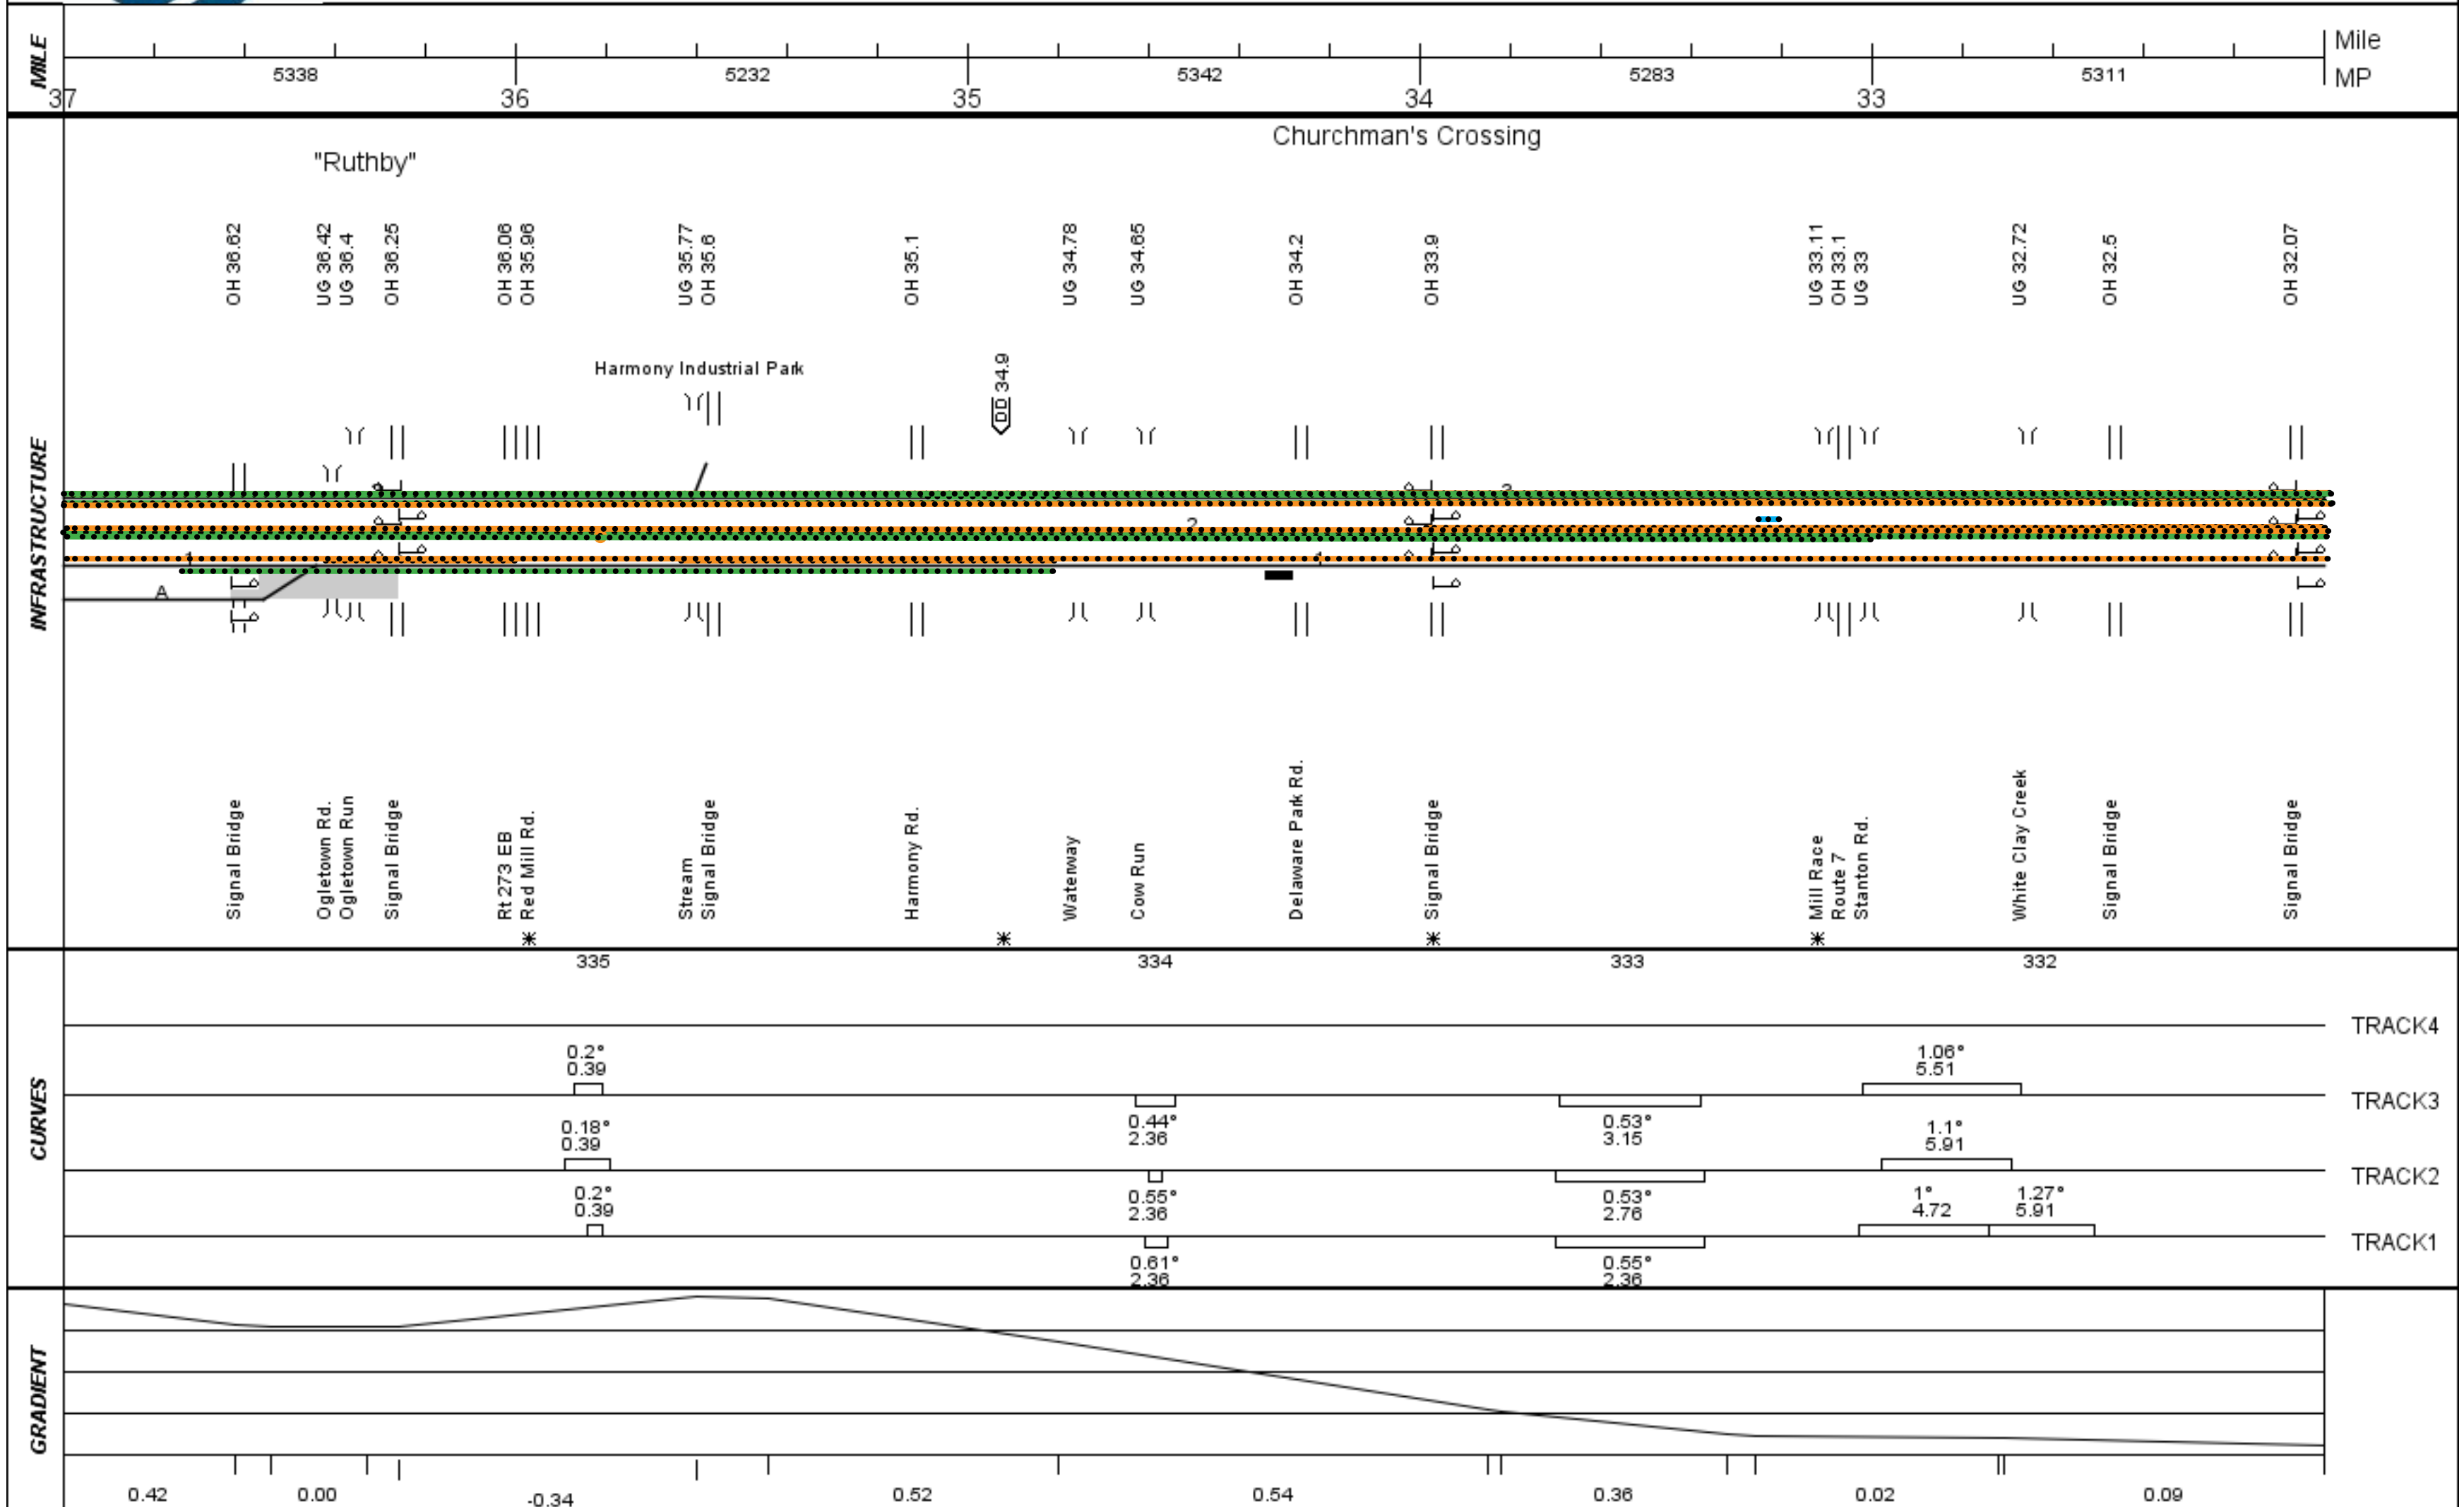 MILE
Mile
5338 5232 5342 5283 5311
MP
37 36 35 34 33
Churchman's Crossing
"Ruthby"
OH 36.62
UG 36.42
UG 36.4
OH 36.25
OH 36.06
OH 35.96
UG 35.77
OH 35.6
OH 35.1
UG 34.78
UG 34.65
OH 34.2
OH 33.9
UG 33.11
OH 33.1
UG 33
UG 32.72
OH 32.5
OH 32.07
Harmony Industrial Park
DD 34.9
INFRASTRUCTURE
2
1
A
Signal Bridge
Ogletown Rd.
Ogletown Run
Signal Bridge
Rt 273 EB
Red Mill Rd.
Stream
Signal Bridge
Harmony Rd.
Waterway
Cow Run
Delaware Park Rd.
Signal Bridge
Mill Race
Route 7
Stanton Rd.
White Clay Creek
Signal Bridge
Signal Bridge
* * * *
335 334 333 332
CURVES
TRACK4
0.2° 1.06°
0.39 5.51
TRACK3
0.44° 0.53°
2.36 3.15
0.18° 1.1°
0.39 5.91
TRACK2
0.55° 0.53°
2.36 2.76
0.2° 1° 1.27°
0.39 4.72 5.91
TRACK1
0.61° 0.55°
2.36 2.36
GRADIENT
0.42 0.00 -0.34 0.52 0.54 0.36 0.02 0.09